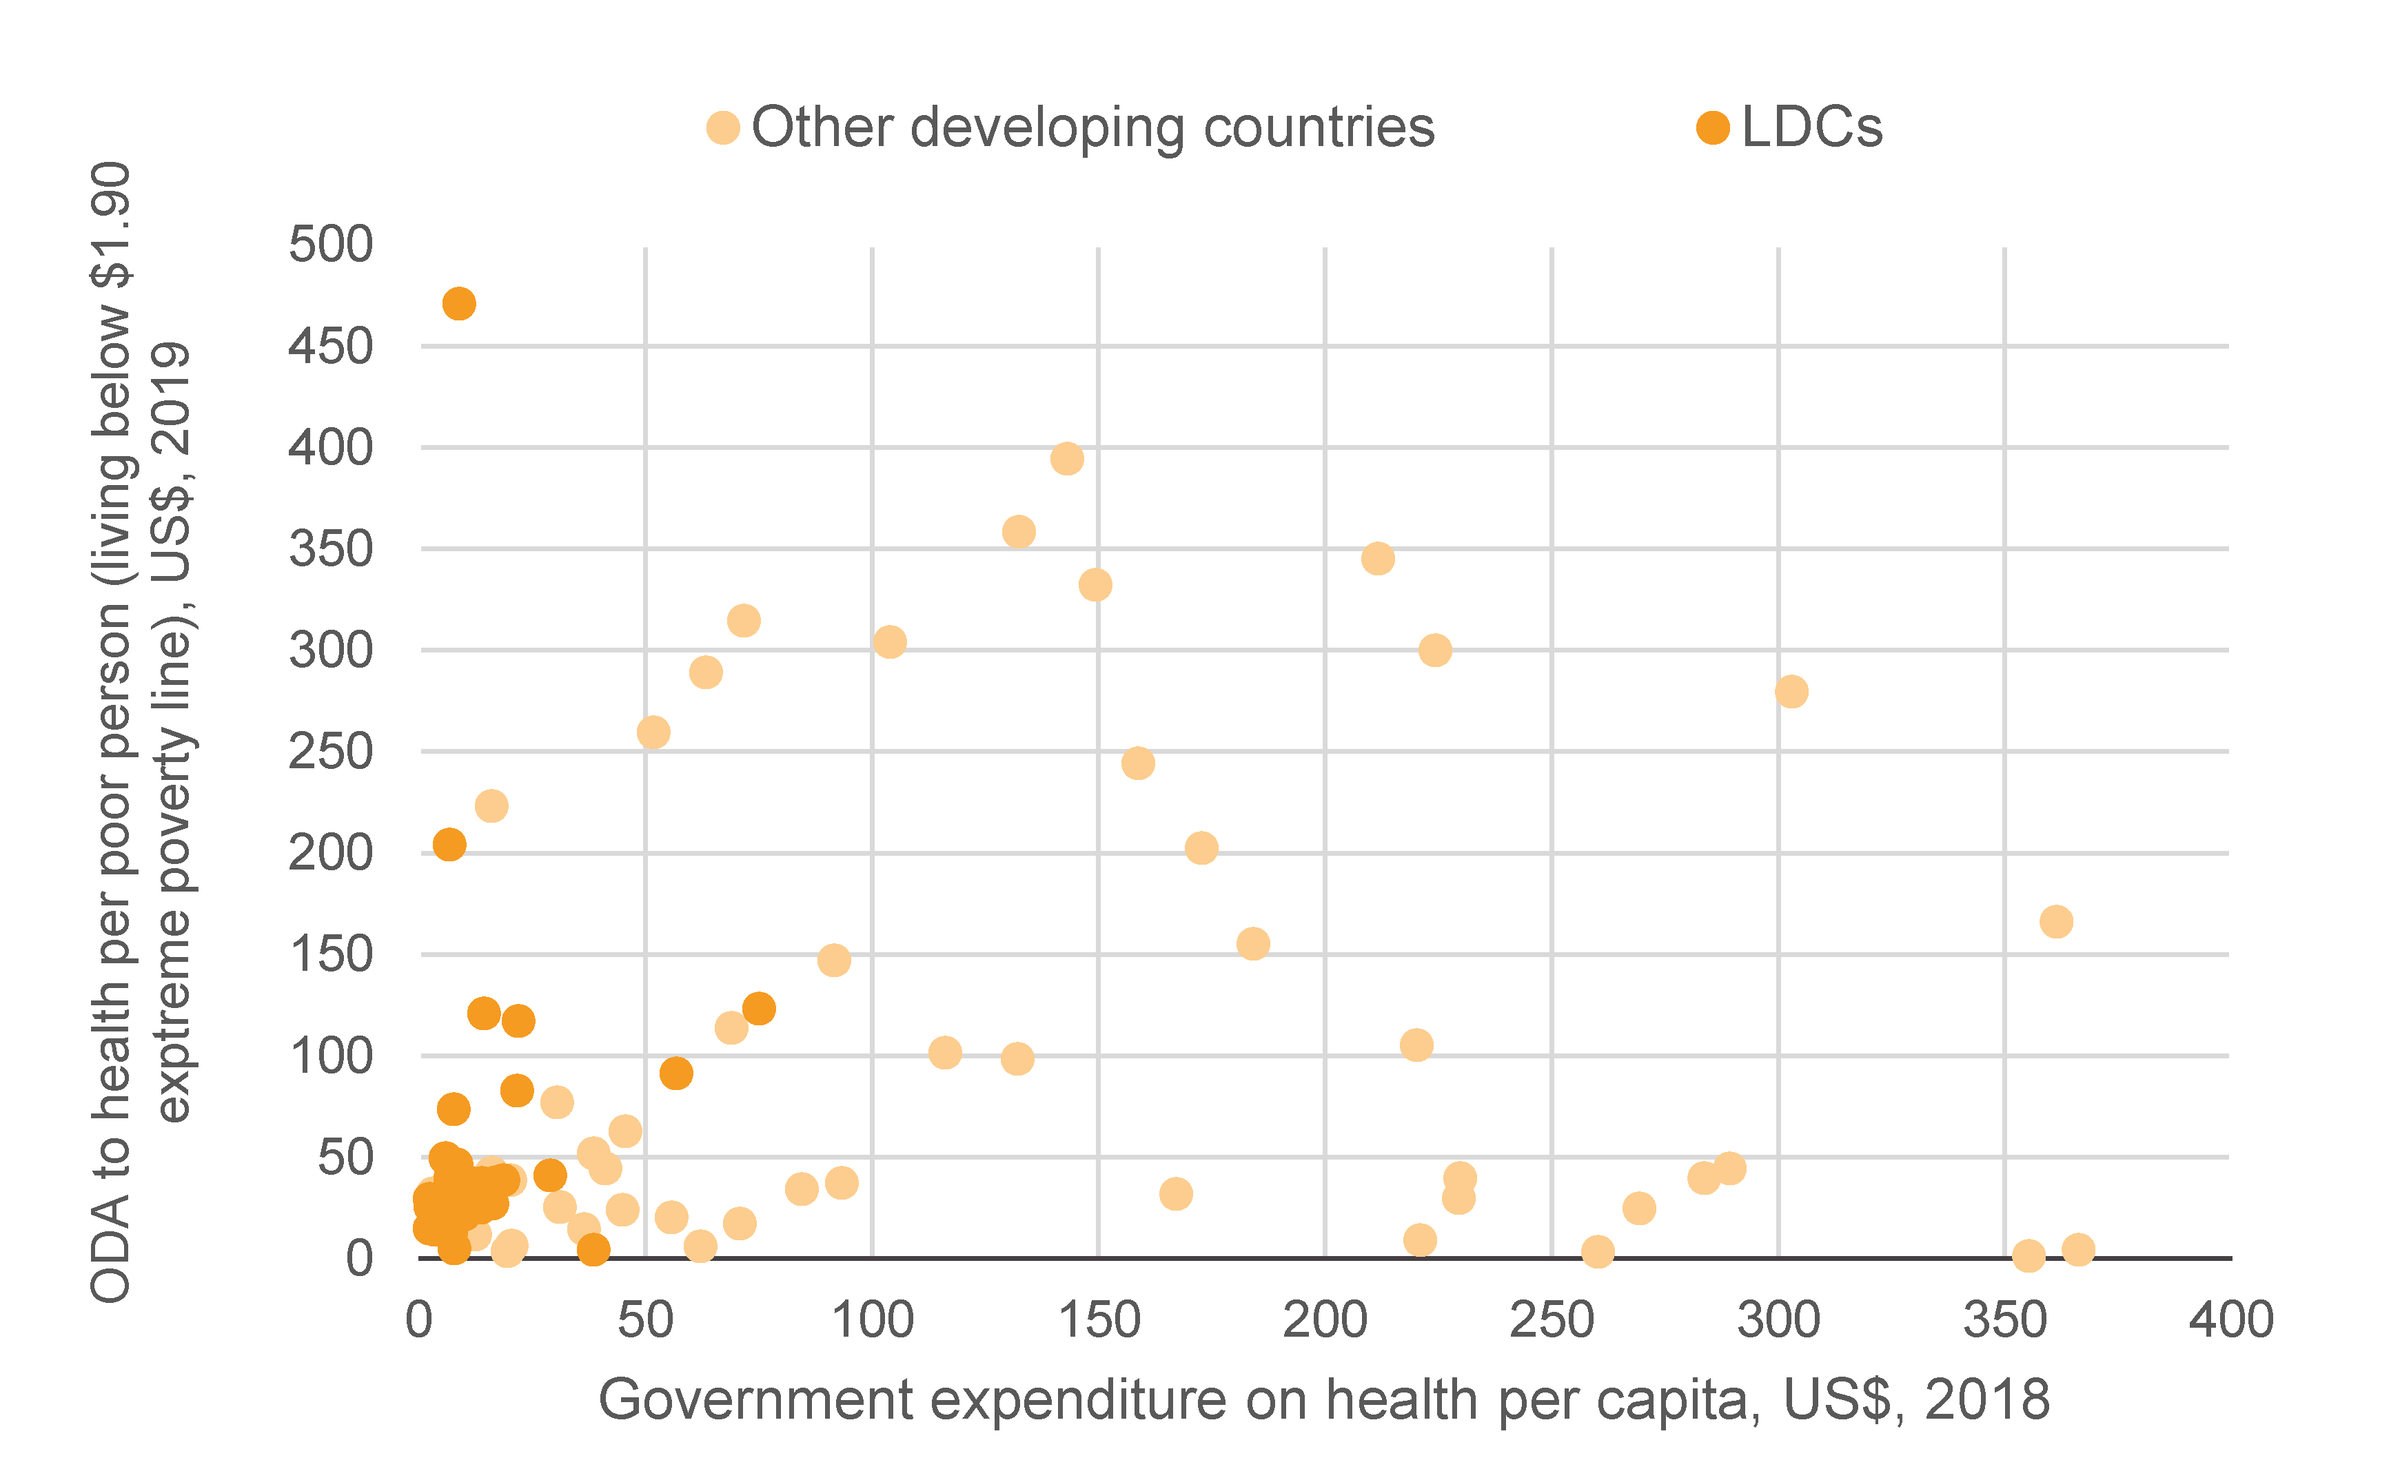 Other developing countries
LDCs
ODA to health per poor person (living below $1.90
exptreme poverty line), US$, 2019
500
450
400
350
300
250
200
150
100
50
0
0 50 100 150 200 250 300 350 400
Government expenditure on health per capita, US$, 2018